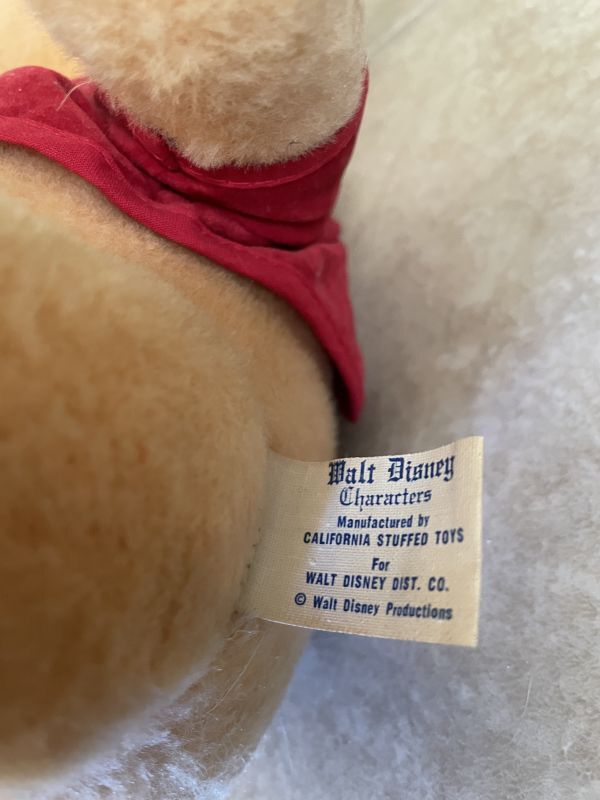 Walt Disney
Characters
Manufactured by
CALIFORNIA STUFFED TOYS
For
WALT DISNEY DIST. CO.
© Walt Disney Productions